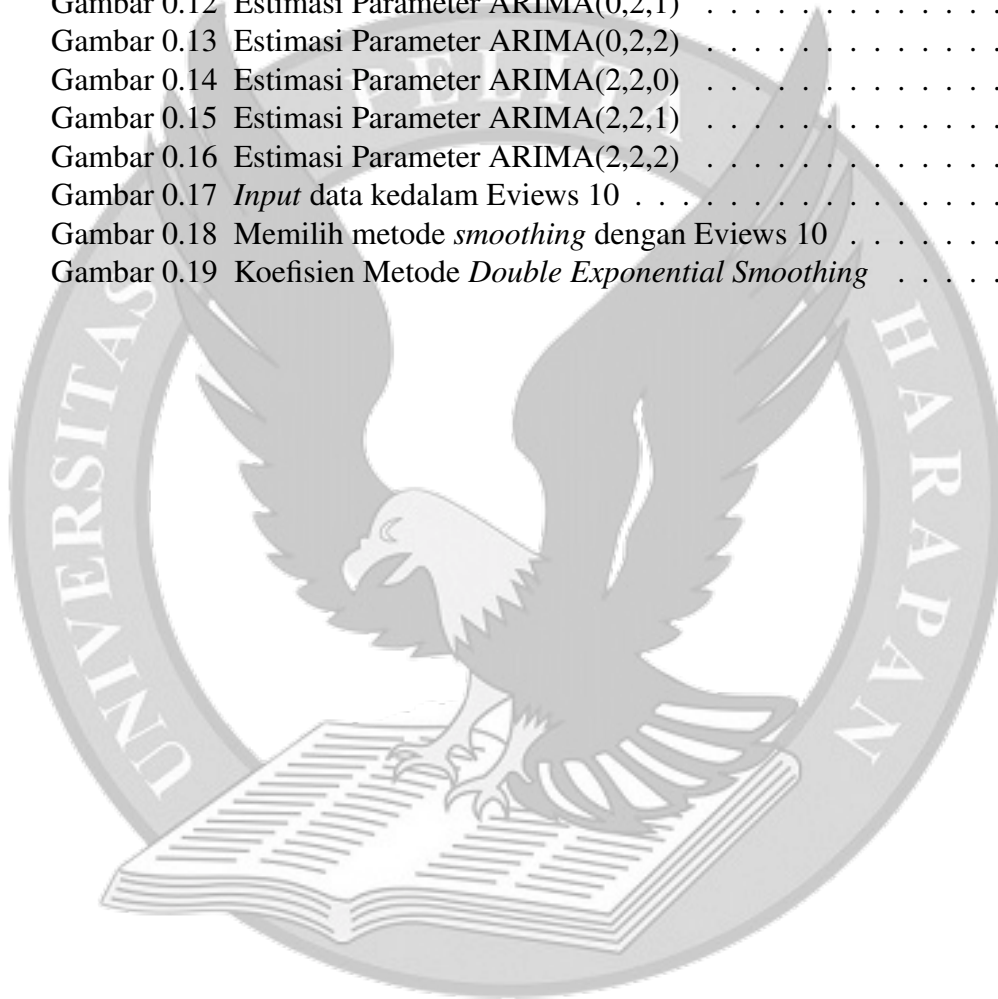 Gambar 0.12 Estimasi Parameter ARIMA(0,2,1) . . . . . . . . . . . . .
Gambar 0.13 Estimasi Parameter ARIMA(0,2,2) . . . . . . . . . . . . .
Gambar 0.14 Estimasi Parameter ARIMA(2,2,0) . . . . . . . . . . . . .
Gambar 0.15 Estimasi Parameter ARIMA(2,2,1) . . . . . . . . . . . . .
Gambar 0.16 Estimasi Parameter ARIMA(2,2,2) . . . . . . . . . . . . .
Gambar 0.17 Input data kedalam Eviews 10 . . . . . . . . . . . . . . . .
Gambar 0.18 Memilih metode smoothing dengan Eviews 10 . . . . . . .
Gambar 0.19 Koefisien Metode Double Exponential Smoothing . . . . .
UNIVERSITAS PELITA HARAPAN